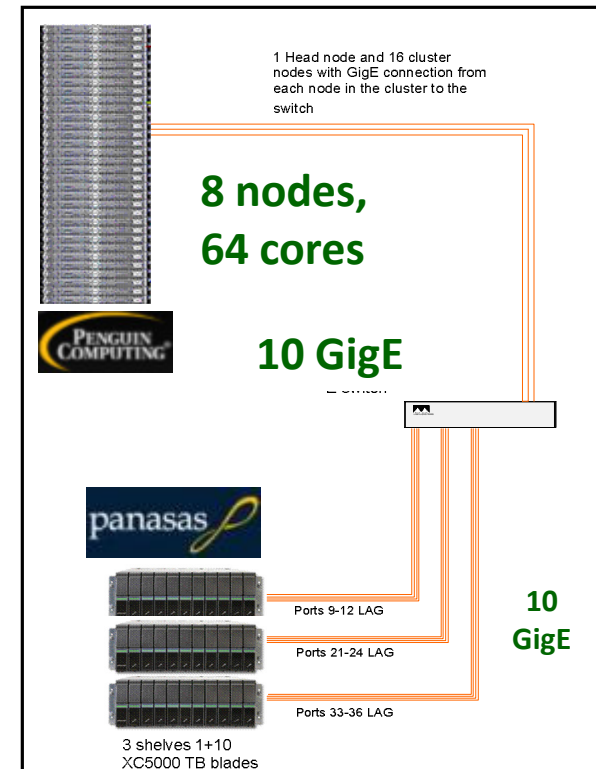 1 Head node and 16 cluster
nodes with GigE connection from
each node in the cluster to the
switch
8 nodes,
64 cores
PENGUIN
COMPUTING
10 GigE
panasas
Ports 9-12 LAG
10
GigE
Ports 21-24 LAG
Ports 33-36 LAG
3 shelves 1+10
XC5000 TB blades